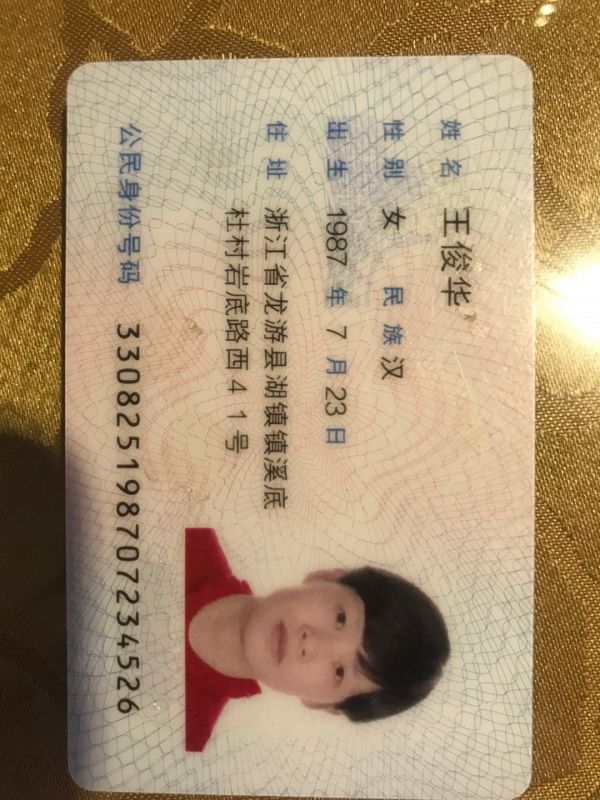 姓名 王俊华
性别 女 民族 汉
出生 1987 年 7 月 23 日
住址 浙江省龙游县湖镇镇溪底
杜村岩底路西41号
公民身份号码 330825198707234526